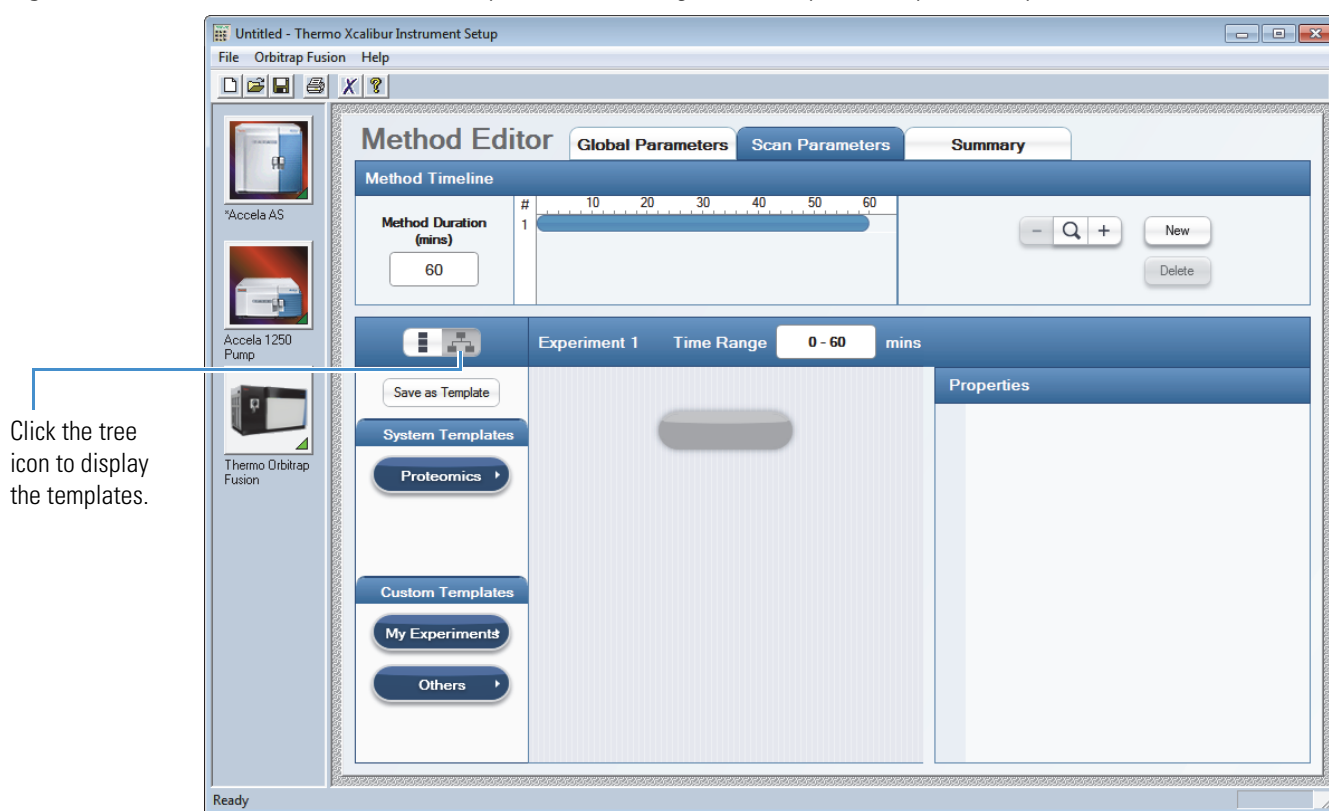 Untitled - Thermo Xcalibur Instrument Setup
File Orbitrap Fusion Help
Method Editor Global Parameters Scan Parameters Summary
Method Timeline
*Accela AS
Method Duration
(mins)
60
# 10 20 30 40 50 60
1
New
Delete
Accela 1250
Pump
Experiment 1 Time Range 0 - 60 mins
Click the tree
icon to display
the templates.
Save as Template
Properties
System Templates
Proteomics
Thermo Orbitrap
Fusion
Custom Templates
My Experiments
Others
Ready